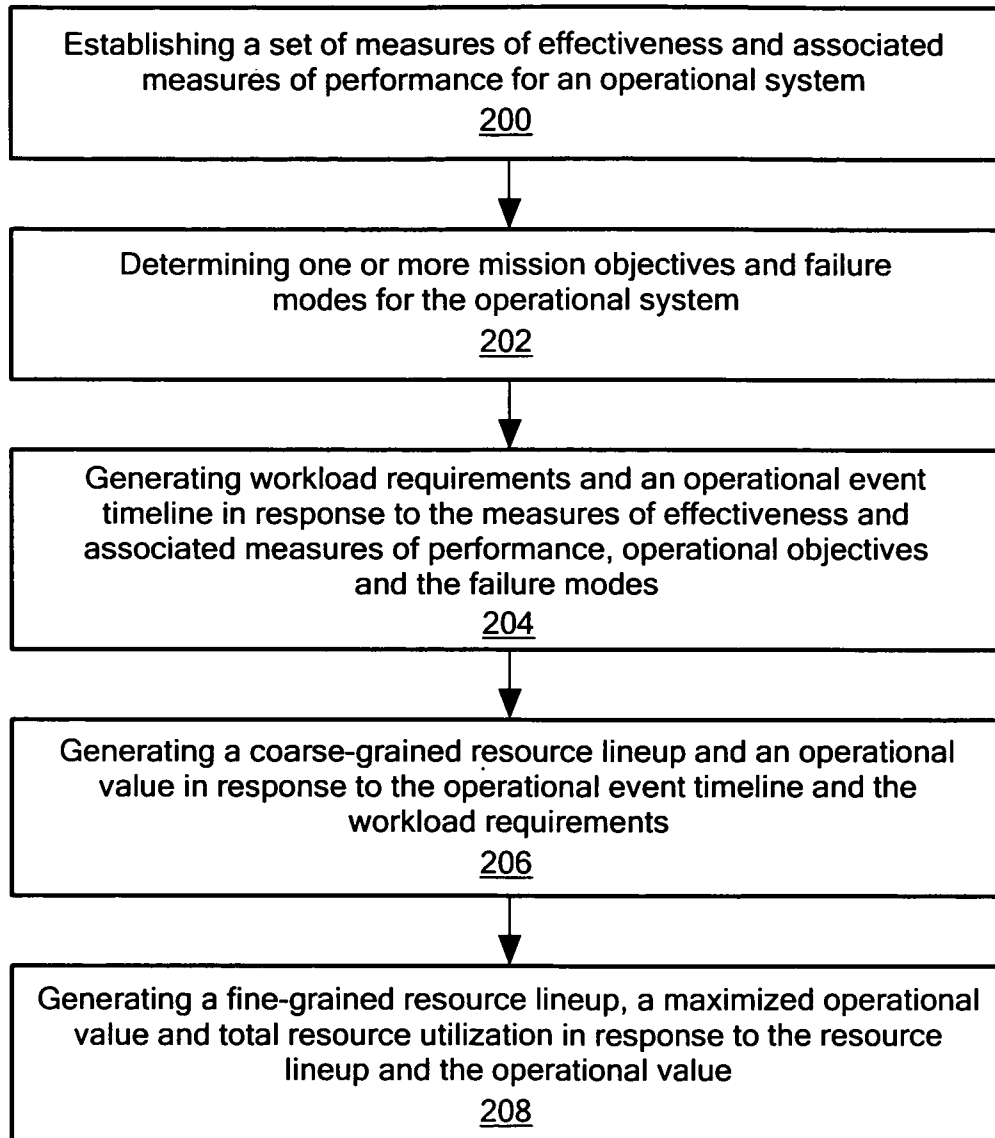 Establishing a set of measures of effectiveness and associated
measures of performance for an operational system
200
Determining one or more mission objectives and failure
modes for the operational system
202
Generating workload requirements and an operational event
timeline in response to the measures of effectiveness and
associated measures of performance, operational objectives
and the failure modes
204
Generating a coarse-grained resource lineup and an operational
value in response to the operational event timeline and the
workload requirements
206
Generating a fine-grained resource lineup, a maximized operational
value and total resource utilization in response to the resource
lineup and the operational value
208